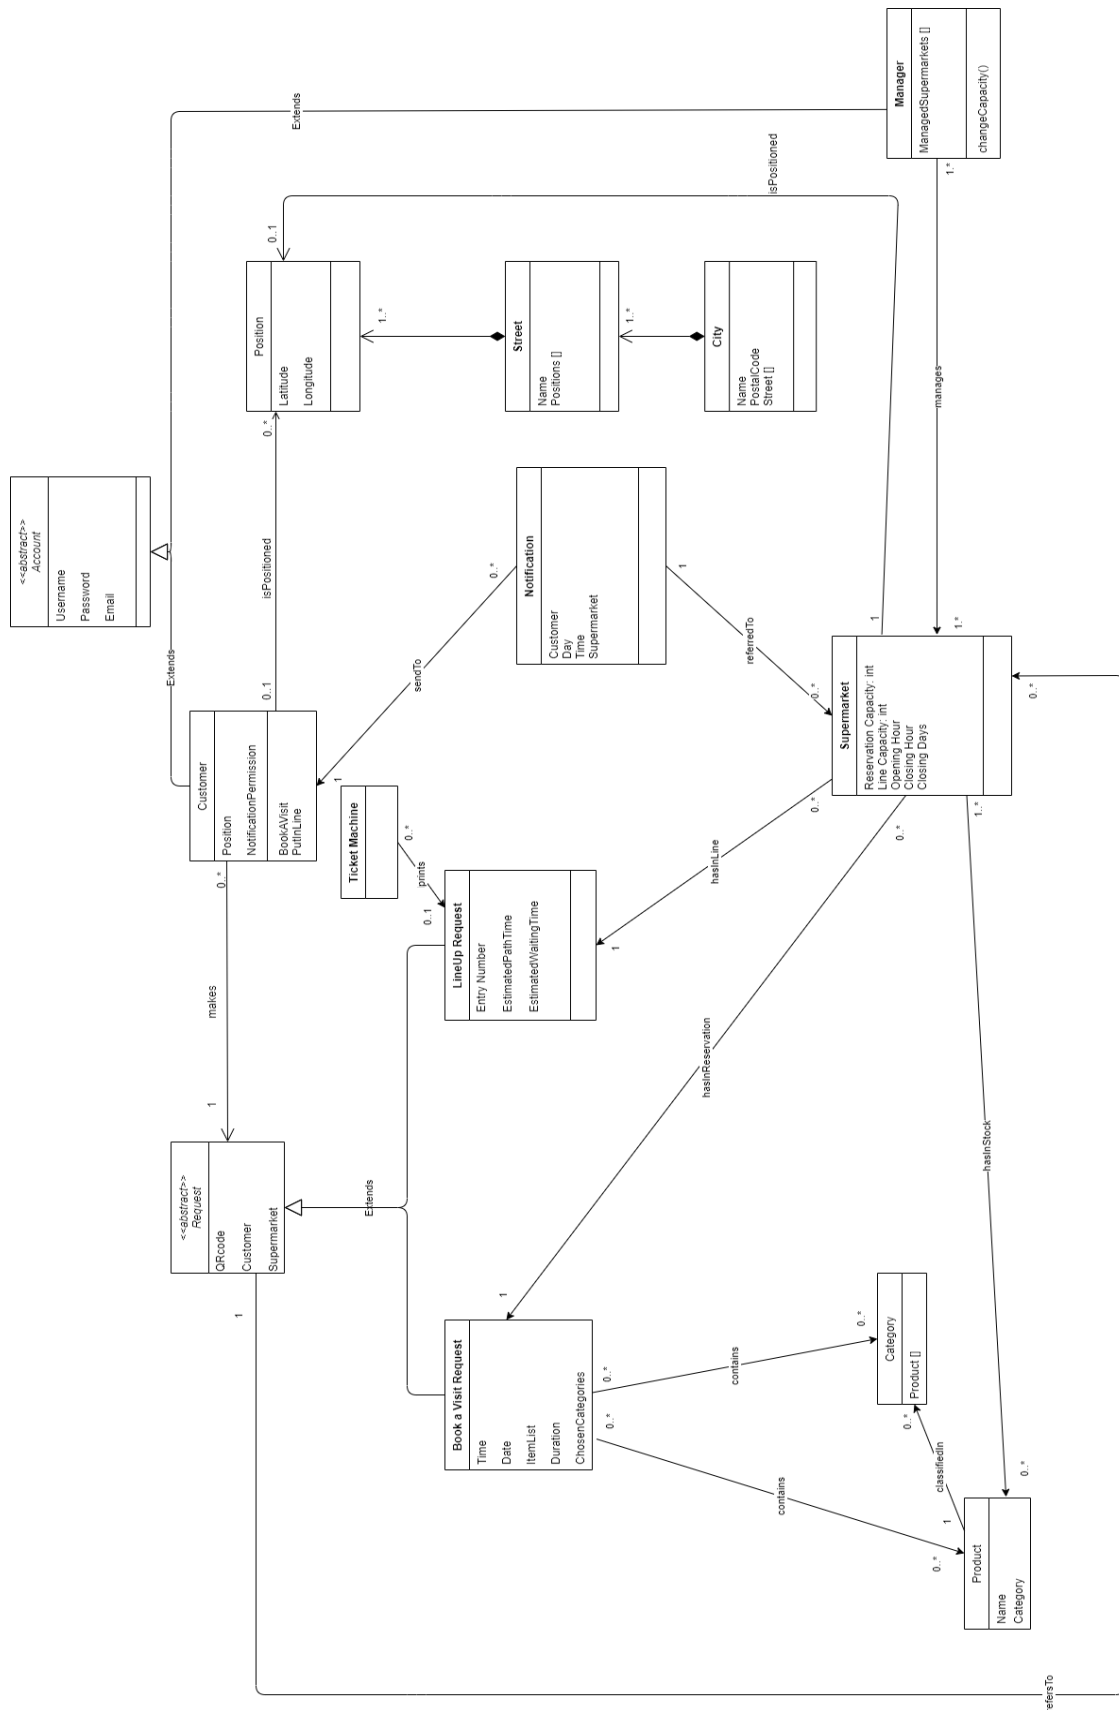 <<abstract>>
Account
Username
Password
Email
Extends
Extends
<<abstract>>
Request
QRcode
Customer
Supermarket
1
1
makes
0..*
Customer
Position
NotificationPermission
BookAVisit
PutInLine
0..1
isPositioned
0..*
Position
Latitude
Longitude
0..1
1..*
Extends
Ticket Machine
1
0..*
prints
0..1
sendTo
0..*
Book a Visit Request
Time
Date
ItemList
Duration
ChosenCategories
1
LineUp Request
Entry Number
EstimatedPathTime
EstimatedWaitingTime
1
Notification
Customer
Day
Time
Supermarket
1
Street
Name
Positions []
1..*
City
Name
PostalCode
Street []
0..*
0..*
contains
contains
hasInReservation
hasInLine
referredTo
isPositioned
0..*
0..*
0..*
Supermarket
Reservation Capacity: int
Line Capacity: int
Opening Hour
Closing Hour
Closing Days
1
0..*
Category
Product []
0..*
classifiedIn
1
0..*
Product
Name
Category
0..*
hasInStock
1..*
1..*
manages
1.*
Manager
ManagedSupermarkets []
changeCapacity()
0..*
efersTo